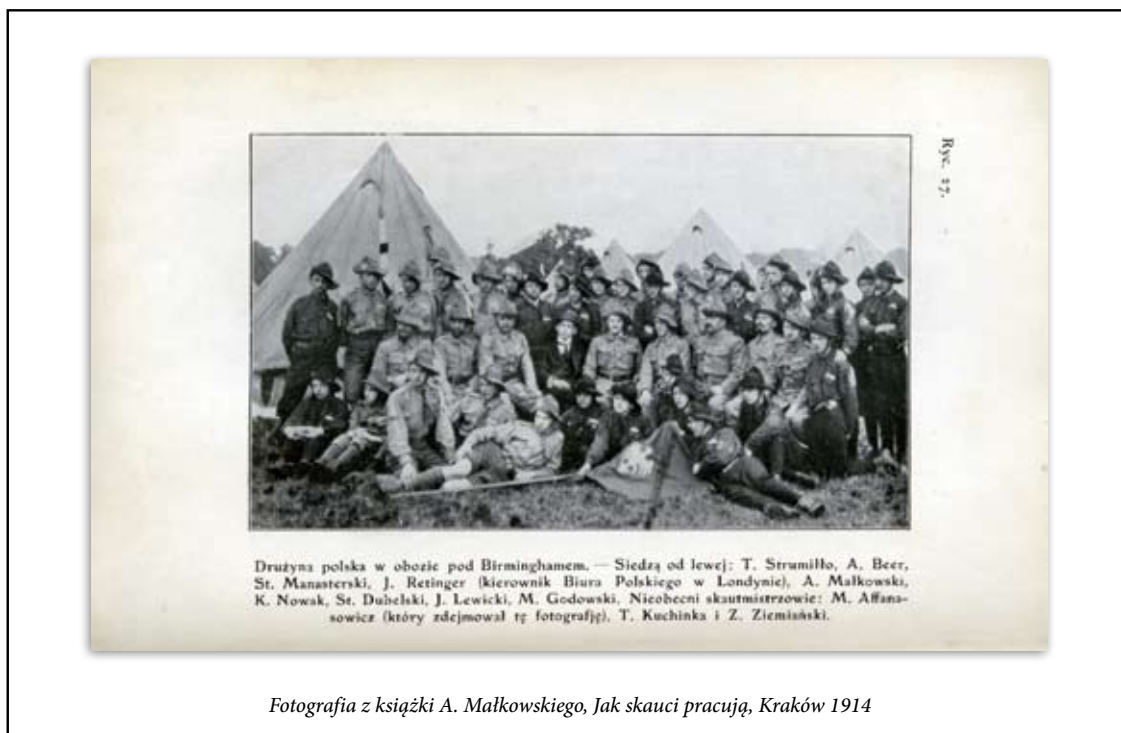 Ryc. 27.
Drużyna polska w obozie pod Birminghamem. — Siedzą od lewej: T. Strumiłło, A. Beer,
St. Manasterski, J. Retinger (kierownik Biura Polskiego w Londynie), A. Małkowski,
K. Nowak, St. Dubelski, J. Lewicki, M. Godowski. Nieobecni skautmistrzowie: M. Affana-
sowicz (który zdejmował tę fotografję), T. Kuchinka i Z. Ziemiański.
Fotografia z książki A. Małkowskiego, Jak skauci pracują, Kraków 1914